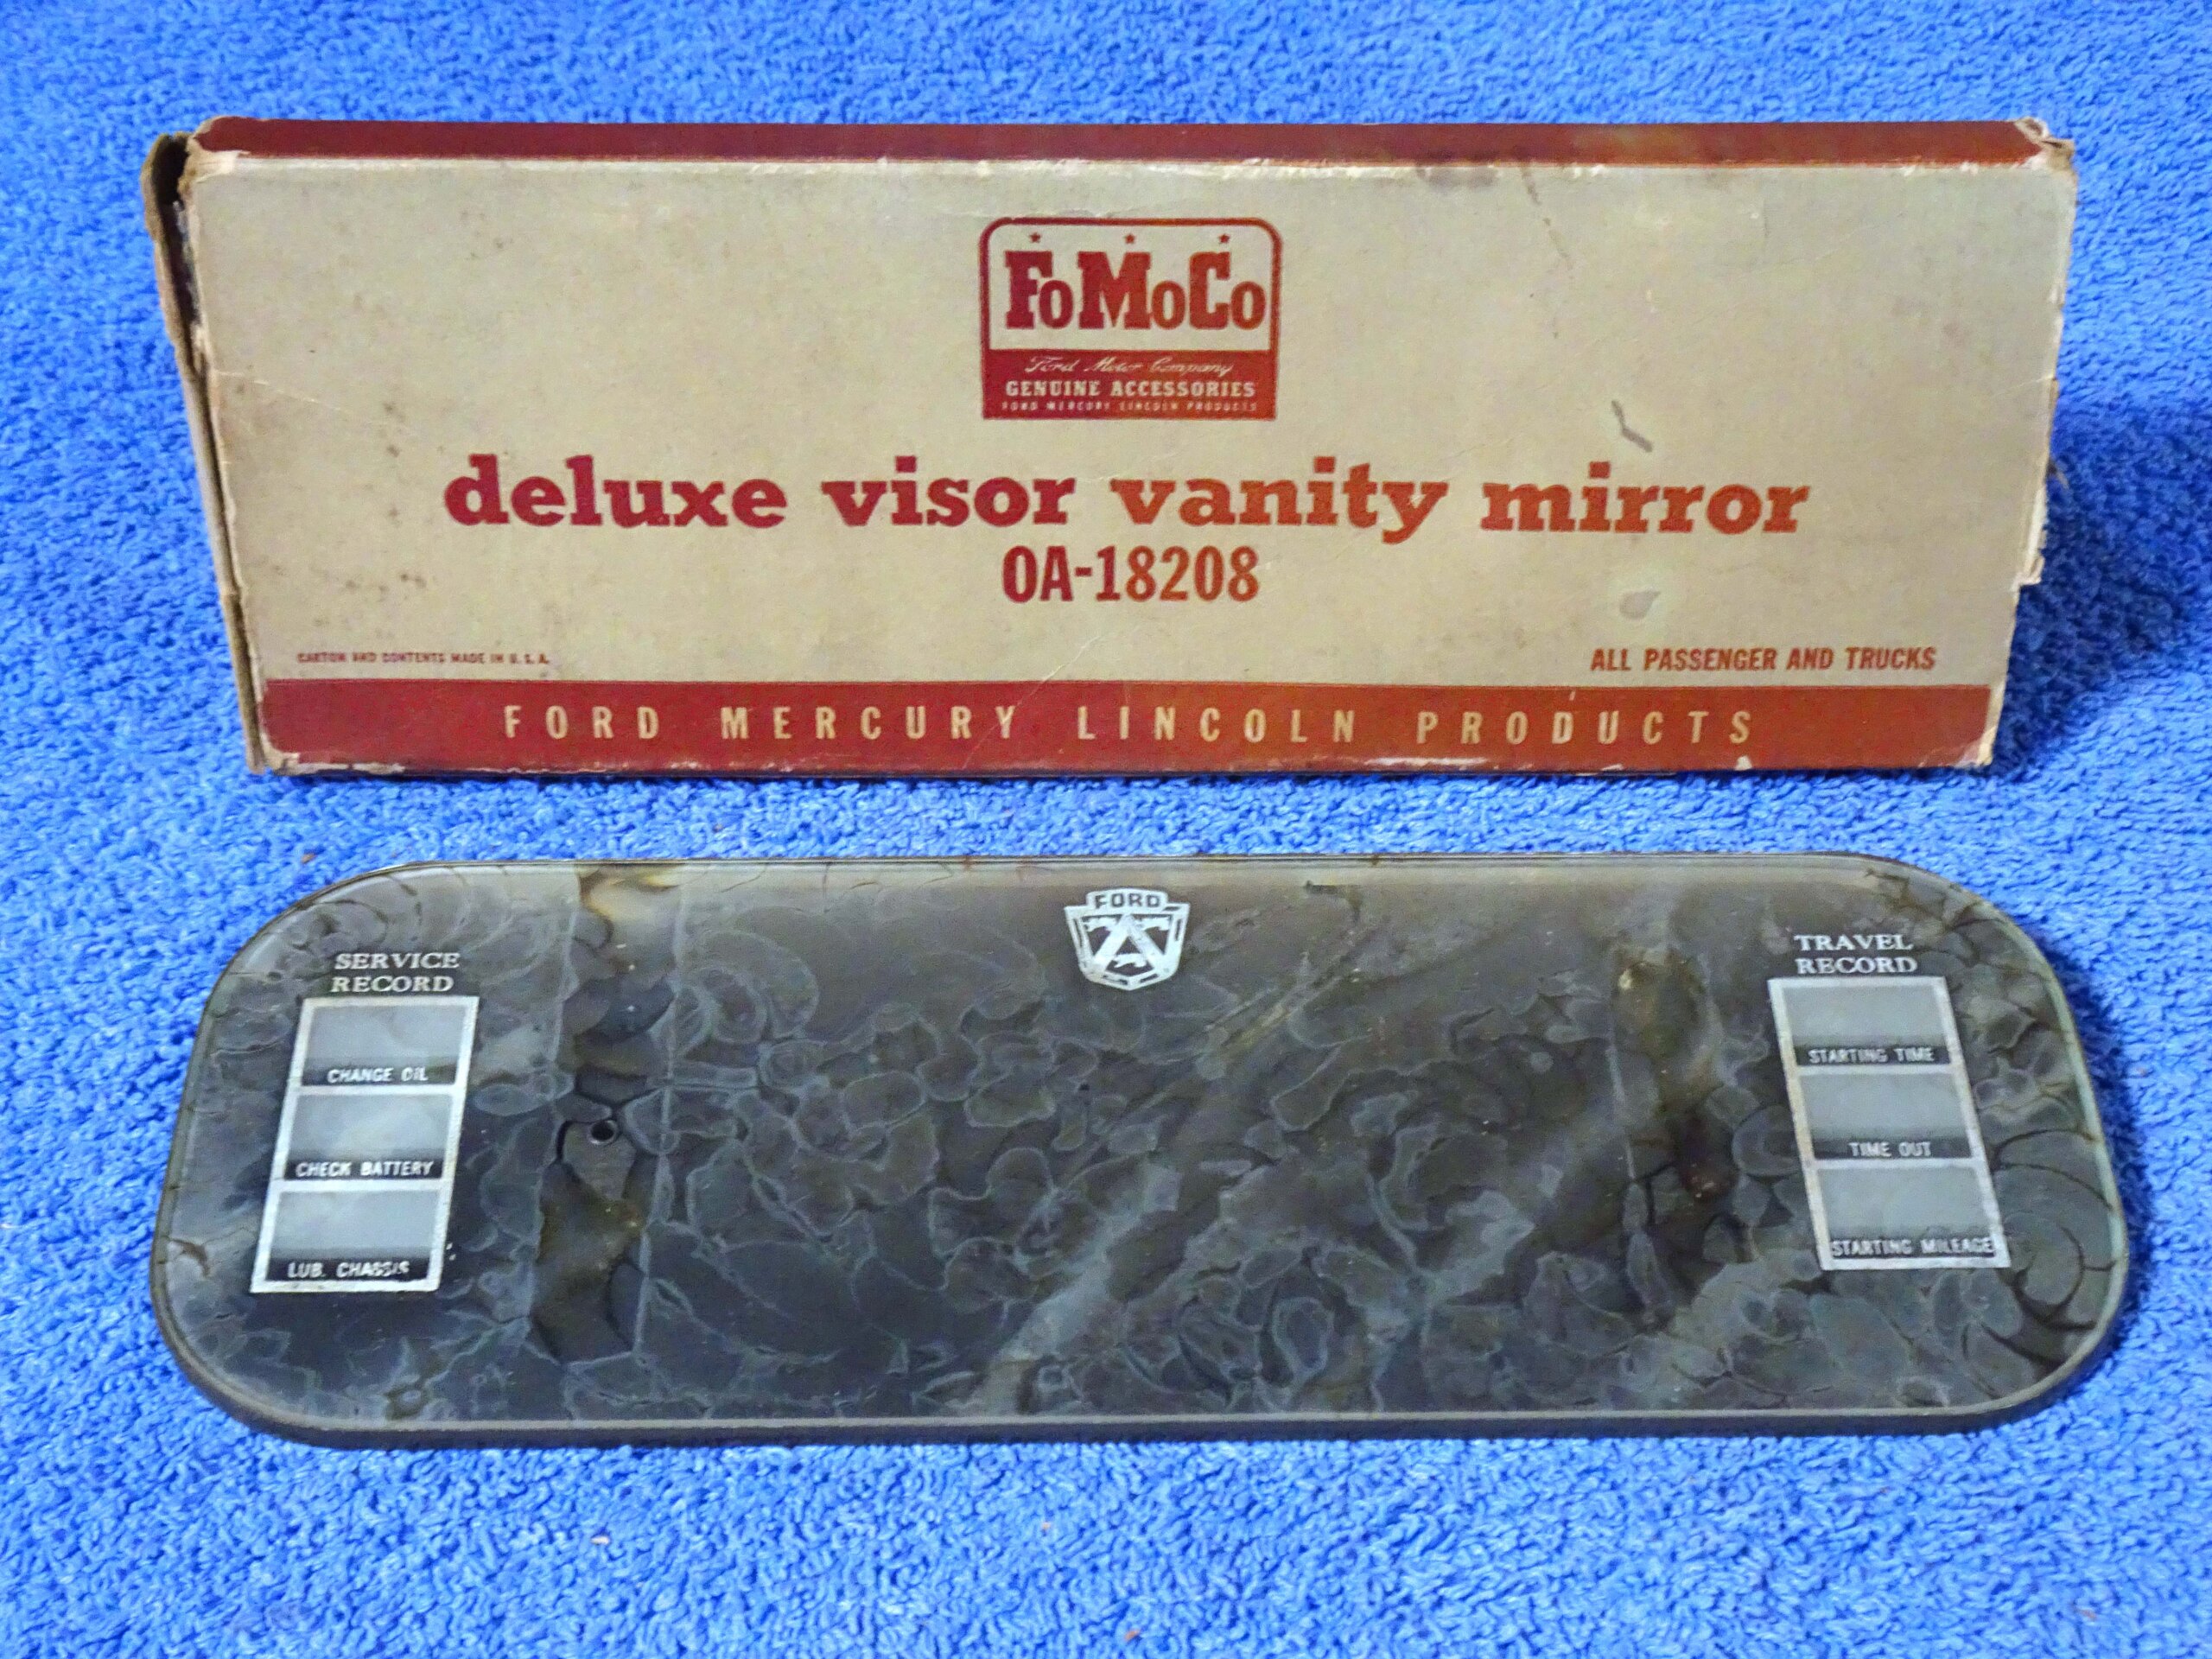 FoMoCo
Ford Motor Company
GENUINE ACCESSORIES
FORD MERCURY LINCOLN PRODUCTS
deluxe visor vanity mirror
OA-18208
CARTON AND CONTENTS MADE IN U.S.A.
ALL PASSENGER AND TRUCKS
FORD MERCURY LINCOLN PRODUCTS
FORD
SERVICE
RECORD
CHANGE OIL
CHECK BATTERY
LUB. CHASSIS
TRAVEL
RECORD
STARTING TIME
TIME OUT
STARTING MILEAGE